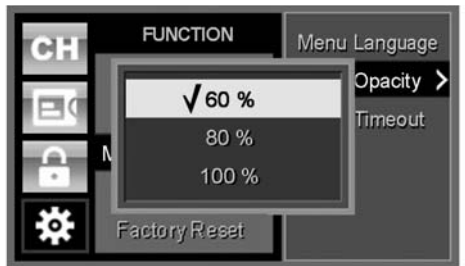 CH
FUNCTION
Menu Language
Opacity
Timeout
√ 60 %
80 %
100 %
M
Factory Reset